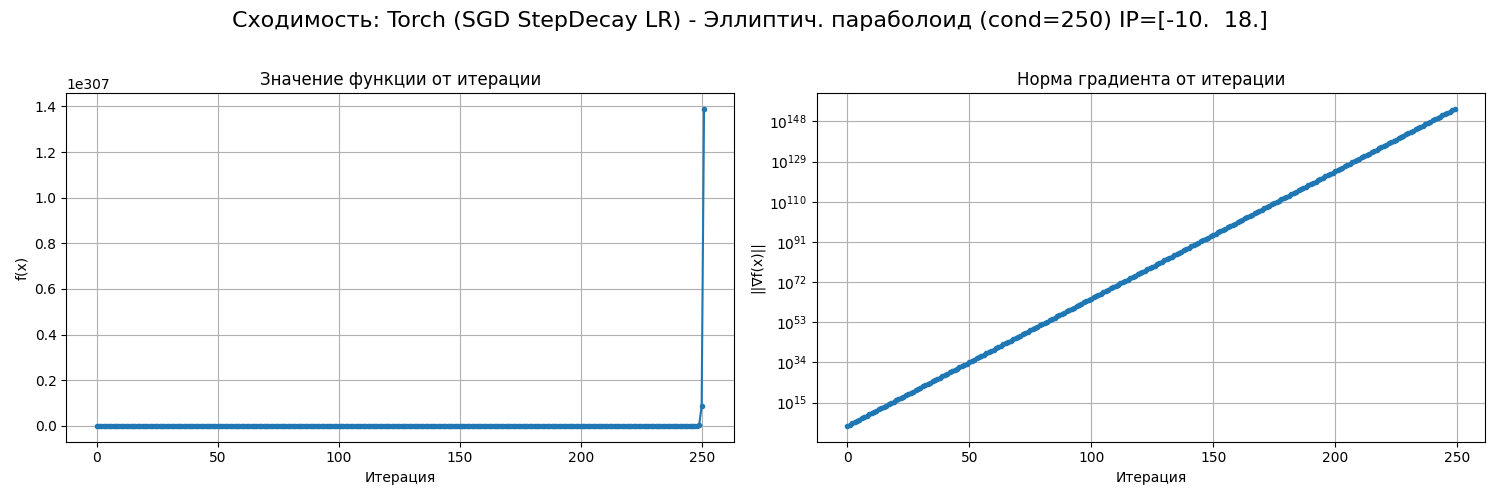 Сходимость: Torch (SGD StepDecay LR) - Эллиптич. параболоид (cond=250) IP=[-10.  18.]
Значение функции от итерации
1e307
1.4
1.2
1.0
0.8
0.6
0.4
0.2
0.0
f(x)
0 50 100 150 200 250
Итерация
Норма градиента от итерации
10^148
10^129
10^110
10^91
10^72
10^53
10^34
10^15
||∇f(x)||
0 50 100 150 200 250
Итерация